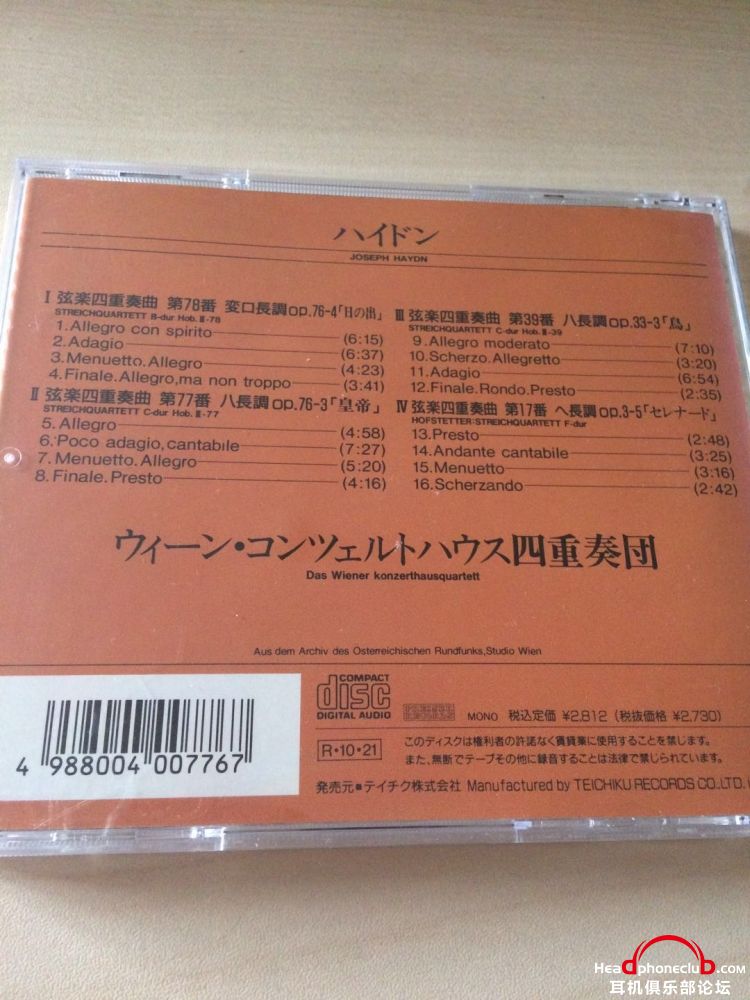 ハイドン
JOSEPH HAYDN
I 弦楽四重奏曲 第78番 変ロ長調op.76-4「日の出」
STREICHQUARTETT B-dur Hob.Ⅲ-78
1.Allegro con spirito (6:15)
2.Adagio (6:37)
3.Menuetto.Allegro (4:23)
4.Finale.Allegro,ma non troppo (3:41)
II 弦楽四重奏曲 第77番 ハ長調op.76-3「皇帝」
STREICHQUARTETT C-dur Hob.Ⅲ-77
5.Allegro (4:58)
6.Poco adagio,cantabile (7:27)
7.Menuetto.Allegro (5:20)
8.Finale.Presto (4:16)
III 弦楽四重奏曲 第39番 ハ長調op.33-3「鳥」
STREICHQUARTETT C-dur Hob.Ⅲ-39
9.Allegro moderato (7:10)
10.Scherzo.Allegretto (3:20)
11.Adagio (6:54)
12.Finale.Rondo.Presto (2:35)
IV 弦楽四重奏曲 第17番 ヘ長調op.3-5「セレナード」
HOFSTETTER:STREICHQUARTETT F-dur
13.Presto (2:48)
14.Andante cantabile (3:25)
15.Menuetto (3:16)
16.Scherzando (2:42)
ウィーン・コンツェルトハウス四重奏団
Das Wiener konzerthausquartett
Aus dem Archiv des Osterreichischen Rundfunks,Studio Wien
4 988004 007767
COMPACT
disc
DIGITAL AUDIO
MONO 税込定価 ¥2,812 (税抜価格 ¥2,730)
R・10・21
このディスクは権利者の許諾なく賃貸業に使用することを禁じます。
また、無断でテープその他に録音することは法律で禁じられています。
発売元・テイチク株式会社 Manufactured by TEICHIKU RECORDS CO.,LTD.
HeadphonecluD.com
耳机俱乐部论坛